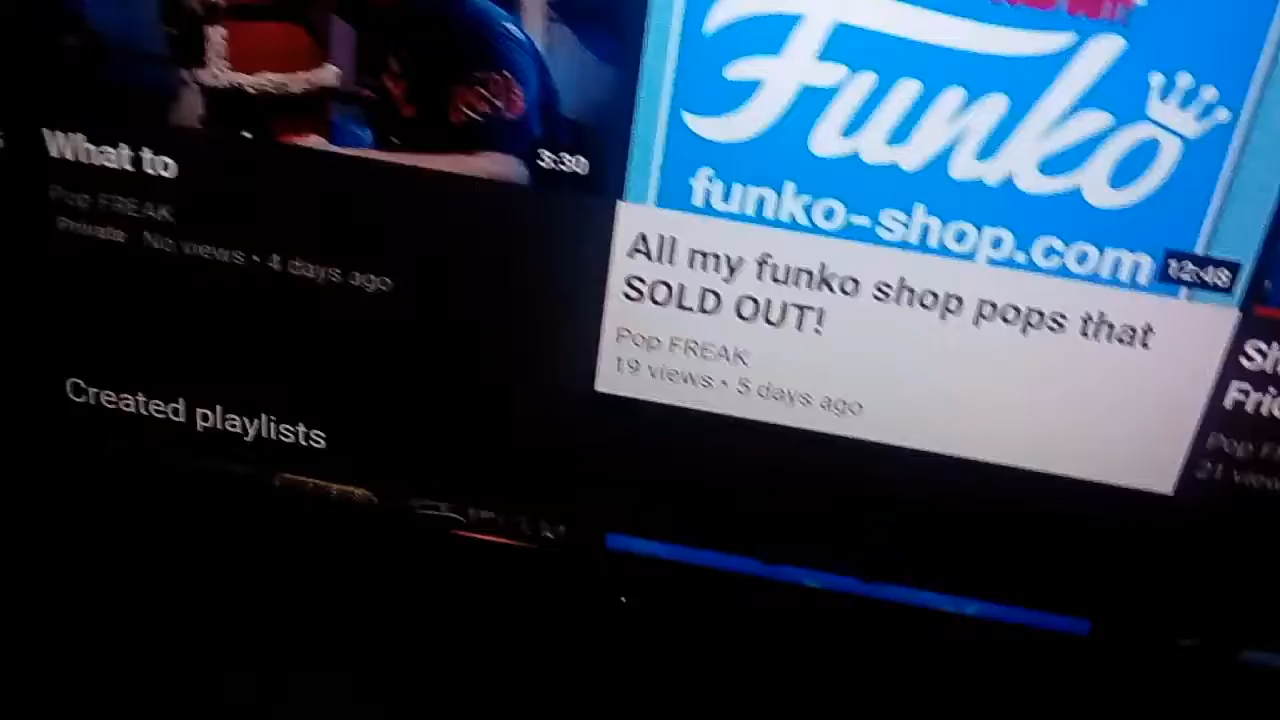 Funko
funko-shop.com
12:48
All my funko shop pops that
SOLD OUT!
Pop FREAK
19 views • 5 days ago
3:30
What to
Pop FREAK
Private No views • 4 days ago
Created playlists